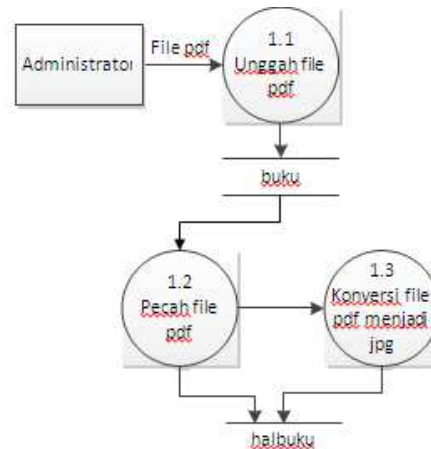 File pdf
Administrator
1.1
Unggah file
pdf
buku
1.2
Pecah file
pdf
1.3
Konversi file
pdf menjadi
jpg
halbuku